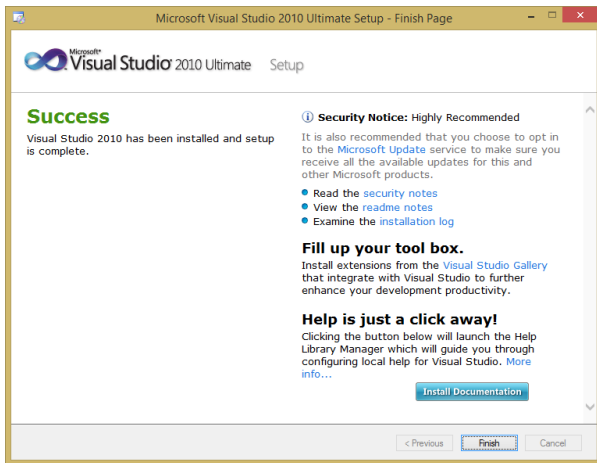 Microsoft Visual Studio 2010 Ultimate Setup - Finish Page
Microsoft®
Visual Studio® 2010 Ultimate Setup
Success
Visual Studio 2010 has been installed and setup
is complete.
Security Notice: Highly Recommended
It is also recommended that you choose to opt in
to the Microsoft Update service to make sure you
receive all the available updates for this and
other Microsoft products.
Read the security notes
View the readme notes
Examine the installation log
Fill up your tool box.
Install extensions from the Visual Studio Gallery
that integrate with Visual Studio to further
enhance your development productivity.
Help is just a click away!
Clicking the button below will launch the Help
Library Manager which will guide you through
configuring local help for Visual Studio. More
info...
Install Documentation
< Previous
Finish
Cancel